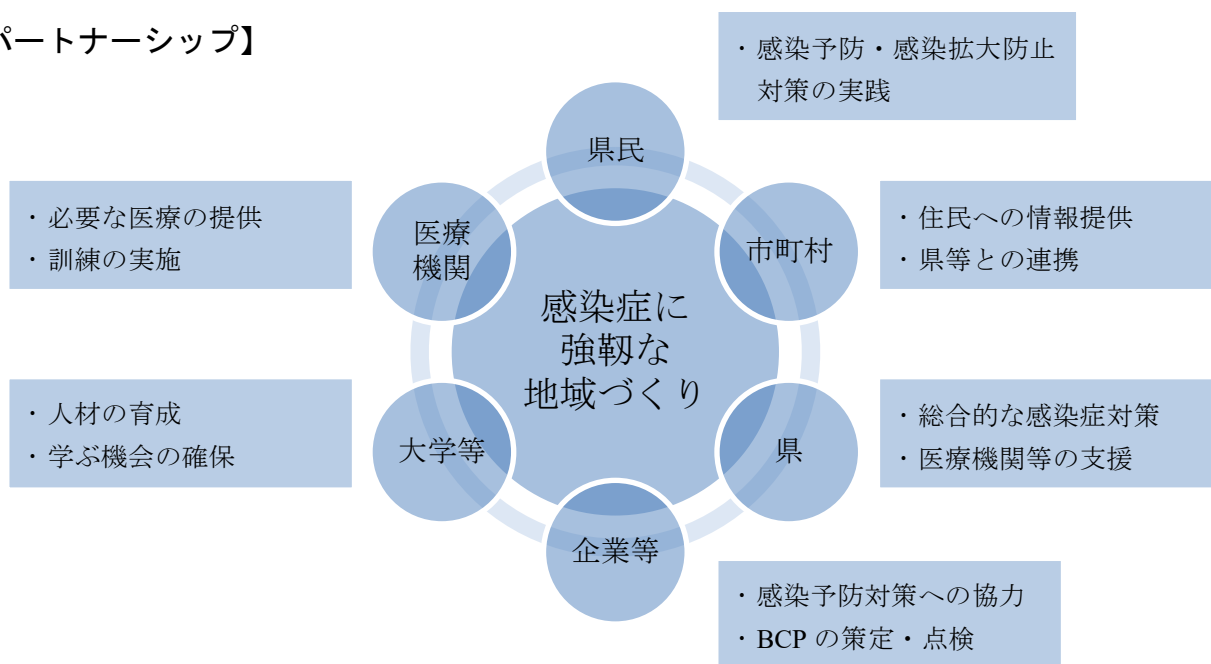 パートナーシップ】
・感染予防・感染拡大防止
対策の実践
県民
・必要な医療の提供
・訓練の実施
医療
機関
市町村
・住民への情報提供
・県等との連携
感染症に
強靭な
地域づくり
・人材の育成
・学ぶ機会の確保
大学等
県
・総合的な感染症対策
・医療機関等の支援
企業等
・感染予防対策への協力
・BCP の策定・点検